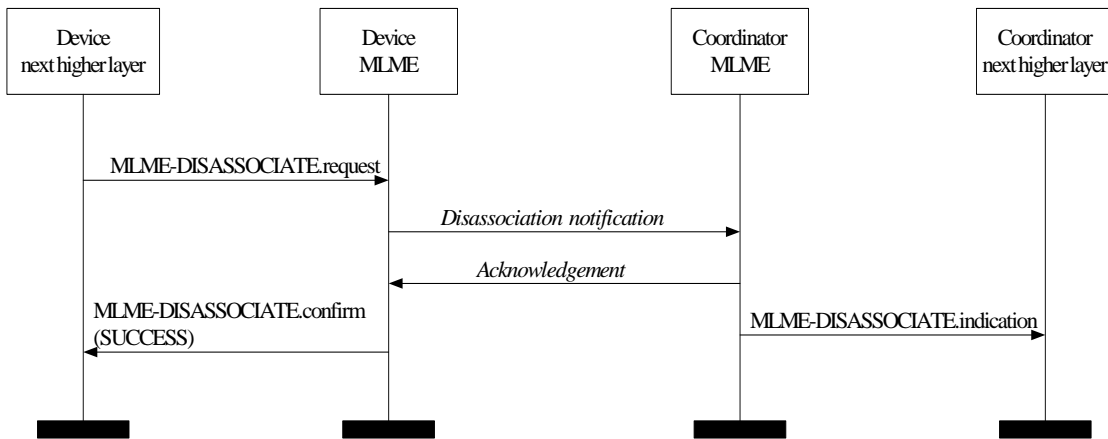 Device
next higher layer
Device
MLME
Coordinator
MLME
Coordinator
next higher layer
MLME-DISASSOCIATE.request
Disassociation notification
Acknowledgement
MLME-DISASSOCIATE.confirm
(SUCCESS)
MLME-DISASSOCIATE.indication